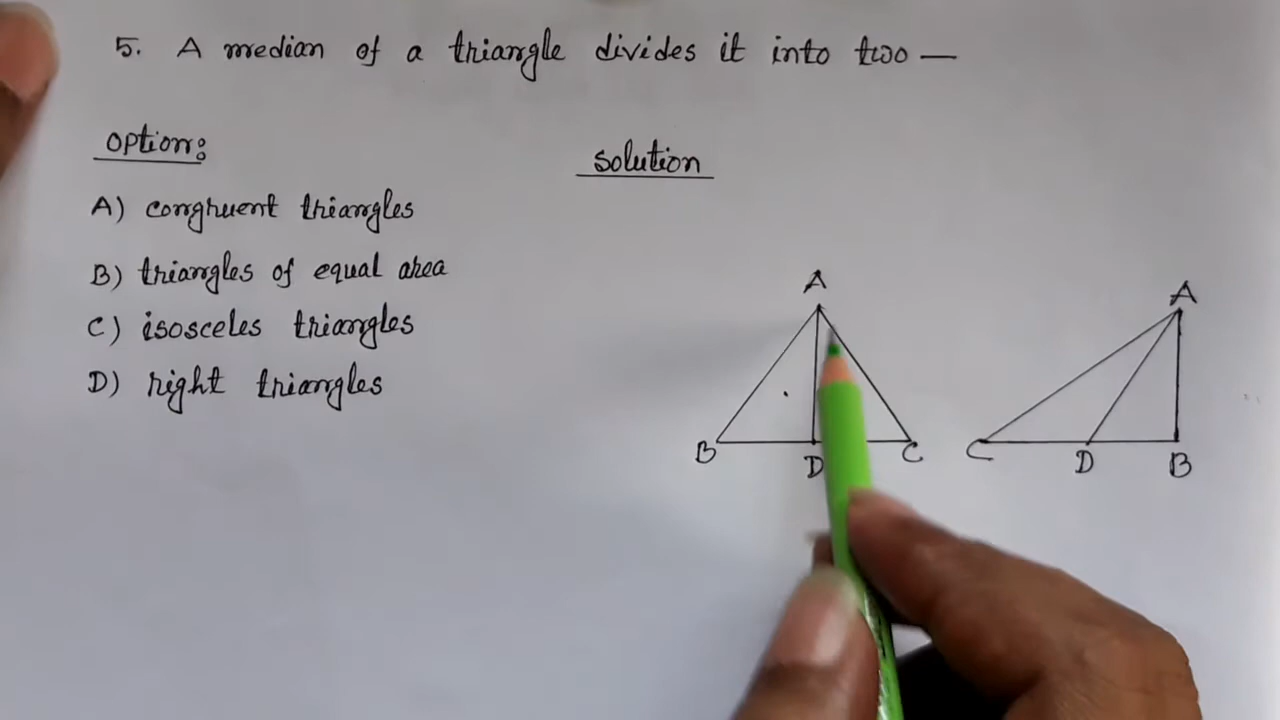 5. A median of a triangle divides it into two —
option:
solution
A) congruent triangles
B) triangles of equal area
C) isosceles triangles
D) right triangles
A
A
B
D
C
C
D
B